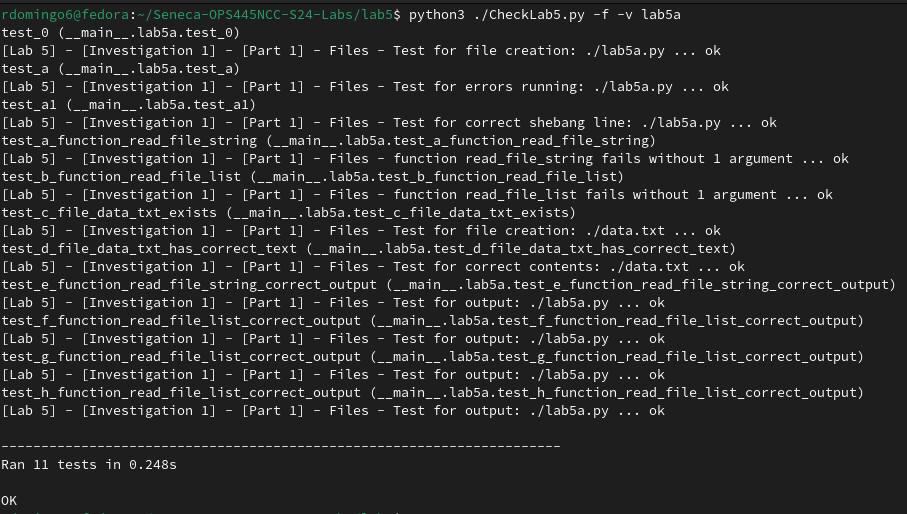 rdomingo6@fedora:~/Seneca-OPS445NCC-S24-Labs/lab5$ python3 ./CheckLab5.py -f -v lab5a
test_0 (__main__.lab5a.test_0)
[Lab 5] - [Investigation 1] - [Part 1] - Files - Test for file creation: ./lab5a.py ... ok
test_a (__main__.lab5a.test_a)
[Lab 5] - [Investigation 1] - [Part 1] - Files - Test for errors running: ./lab5a.py ... ok
test_a1 (__main__.lab5a.test_a1)
[Lab 5] - [Investigation 1] - [Part 1] - Files - Test for correct shebang line: ./lab5a.py ... ok
test_a_function_read_file_string (__main__.lab5a.test_a_function_read_file_string)
[Lab 5] - [Investigation 1] - [Part 1] - Files - function read_file_string fails without 1 argument ... ok
test_b_function_read_file_list (__main__.lab5a.test_b_function_read_file_list)
[Lab 5] - [Investigation 1] - [Part 1] - Files - function read_file_list fails without 1 argument ... ok
test_c_file_data_txt_exists (__main__.lab5a.test_c_file_data_txt_exists)
[Lab 5] - [Investigation 1] - [Part 1] - Files - Test for file creation: ./data.txt ... ok
test_d_file_data_txt_has_correct_text (__main__.lab5a.test_d_file_data_txt_has_correct_text)
[Lab 5] - [Investigation 1] - [Part 1] - Files - Test for correct contents: ./data.txt ... ok
test_e_function_read_file_string_correct_output (__main__.lab5a.test_e_function_read_file_string_correct_output)
[Lab 5] - [Investigation 1] - [Part 1] - Files - Test for output: ./lab5a.py ... ok
test_f_function_read_file_list_correct_output (__main__.lab5a.test_f_function_read_file_list_correct_output)
[Lab 5] - [Investigation 1] - [Part 1] - Files - Test for output: ./lab5a.py ... ok
test_g_function_read_file_list_correct_output (__main__.lab5a.test_g_function_read_file_list_correct_output)
[Lab 5] - [Investigation 1] - [Part 1] - Files - Test for output: ./lab5a.py ... ok
test_h_function_read_file_list_correct_output (__main__.lab5a.test_h_function_read_file_list_correct_output)
[Lab 5] - [Investigation 1] - [Part 1] - Files - Test for output: ./lab5a.py ... ok
----------------------------------------------------------------------
Ran 11 tests in 0.248s
OK